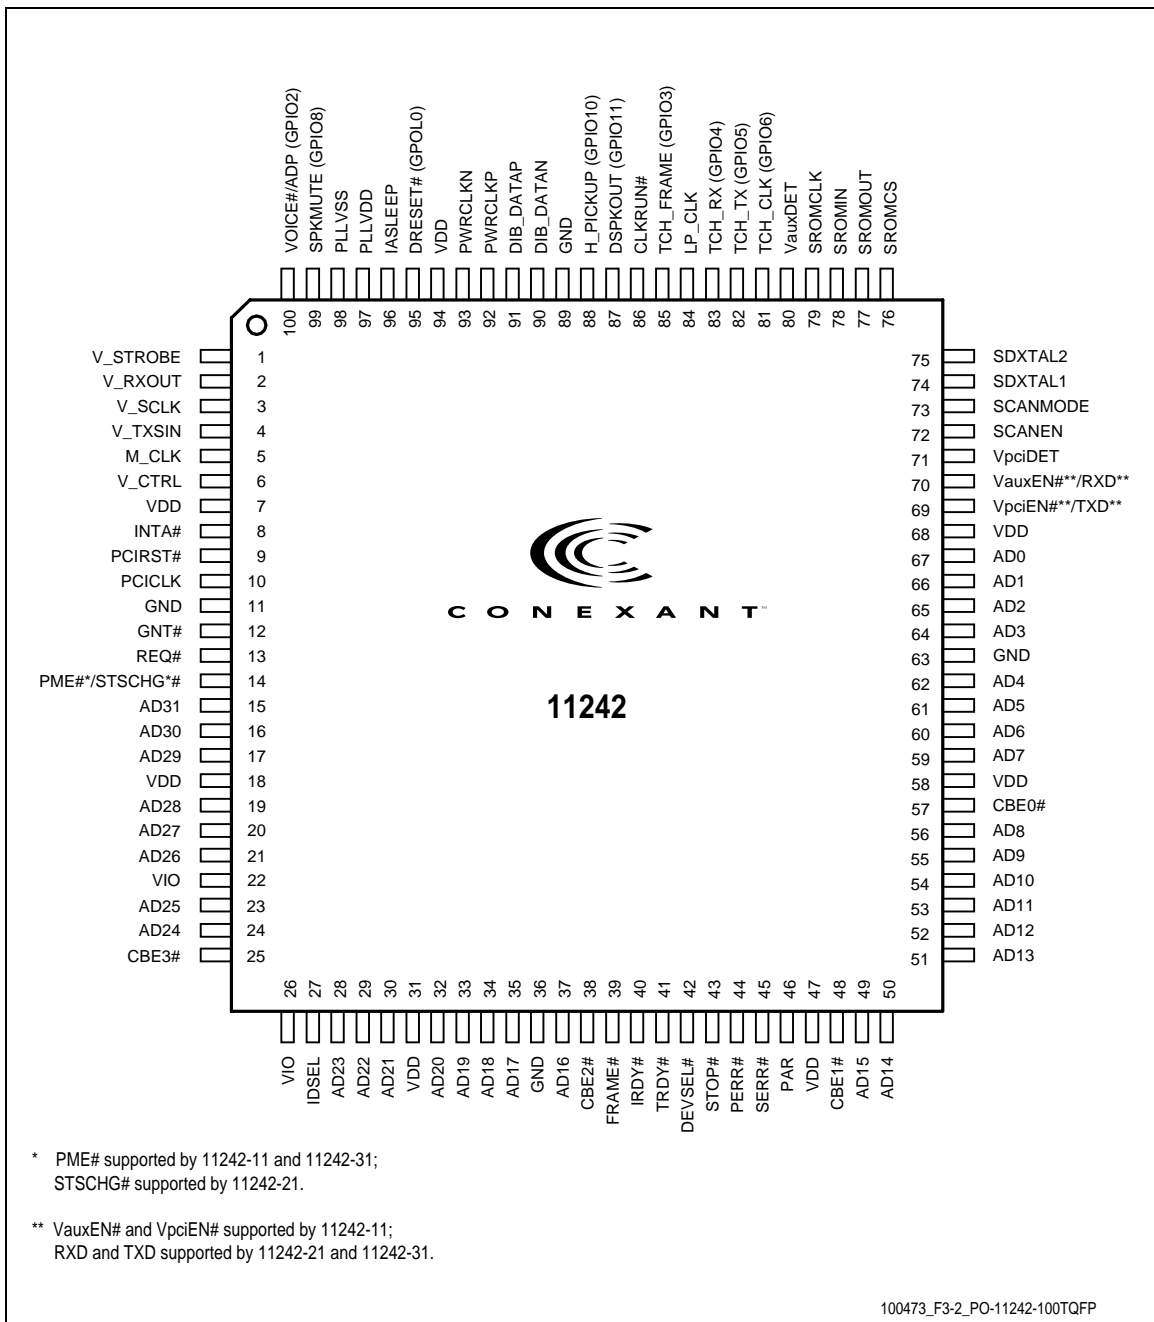 VOICE#/ADP (GPIO2)
SPKMUTE (GPIO8)
PLLVSS
PLLVDD
IASLEEP
DRESET# (GPOL0)
VDD
PWRCLKN
PWRCLKP
DIB_DATAP
DIB_DATAN
GND
H_PICKUP (GPIO10)
DSPKOUT (GPIO11)
CLKRUN#
TCH_FRAME (GPIO3)
LP_CLK
TCH_RX (GPIO4)
TCH_TX (GPIO5)
TCH_CLK (GPIO6)
VauxDET
SROMCLK
SROMIN
SROMOUT
SROMCS
100 99 98 97 96 95 94 93 92 91 90 89 88 87 86 85 84 83 82 81 80 79 78 77 76
V_STROBE 1 75 SDXTAL2
V_RXOUT 2 74 SDXTAL1
V_SCLK 3 73 SCANMODE
V_TXSIN 4 72 SCANEN
M_CLK 5 71 VpciDET
V_CTRL 6 70 VauxEN#**/RXD**
VDD 7 69 VpciEN#**/TXD**
INTA# 8 68 VDD
PCIRST# 9 67 AD0
PCICLK 10 66 AD1
GND 11 65 AD2
GNT# 12 64 AD3
REQ# 13 63 GND
PME#*/STSCHG*# 14 62 AD4
AD31 15 61 AD5
AD30 16 60 AD6
AD29 17 59 AD7
VDD 18 58 VDD
AD28 19 57 CBE0#
AD27 20 56 AD8
AD26 21 55 AD9
VIO 22 54 AD10
AD25 23 53 AD11
AD24 24 52 AD12
CBE3# 25 51 AD13
CONEXANT™
11242
26 27 28 29 30 31 32 33 34 35 36 37 38 39 40 41 42 43 44 45 46 47 48 49 50
VIO
IDSEL
AD23
AD22
AD21
VDD
AD20
AD19
AD18
AD17
GND
AD16
CBE2#
FRAME#
IRDY#
TRDY#
DEVSEL#
STOP#
PERR#
SERR#
PAR
VDD
CBE1#
AD15
AD14
* PME# supported by 11242-11 and 11242-31;
STSCHG# supported by 11242-21.
** VauxEN# and VpciEN# supported by 11242-11;
RXD and TXD supported by 11242-21 and 11242-31.
100473_F3-2_PO-11242-100TQFP